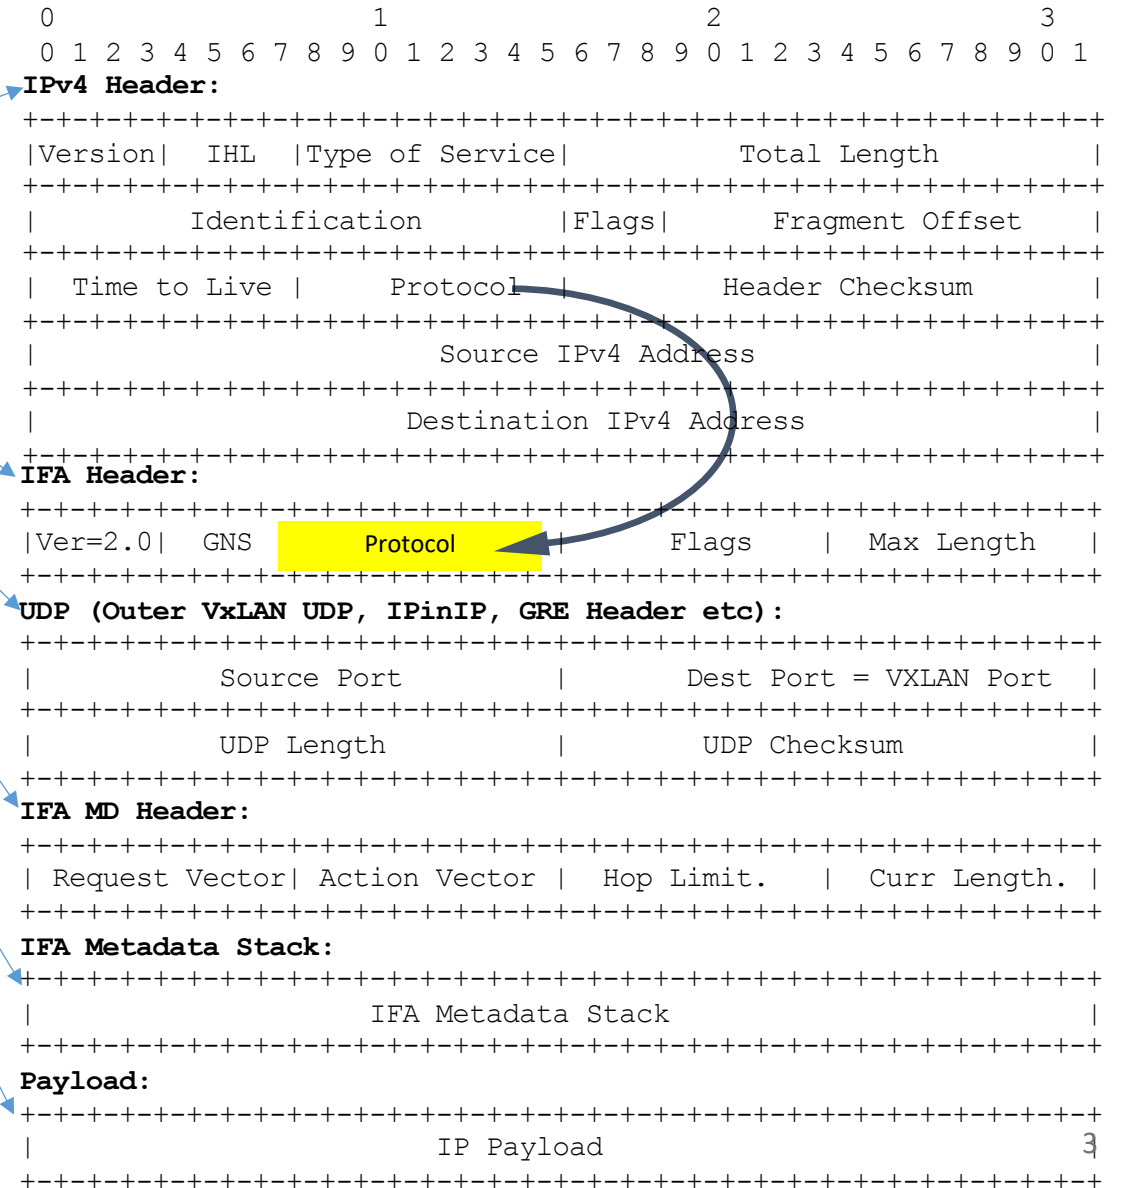 0 1 2 3
0 1 2 3 4 5 6 7 8 9 0 1 2 3 4 5 6 7 8 9 0 1 2 3 4 5 6 7 8 9 0 1
IPv4 Header:
+-+-+-+-+-+-+-+-+-+-+-+-+-+-+-+-+-+-+-+-+-+-+-+-+-+-+-+-+-+-+-+-+
|Version| IHL |Type of Service| Total Length |
+-+-+-+-+-+-+-+-+-+-+-+-+-+-+-+-+-+-+-+-+-+-+-+-+-+-+-+-+-+-+-+-+
| Identification |Flags| Fragment Offset |
+-+-+-+-+-+-+-+-+-+-+-+-+-+-+-+-+-+-+-+-+-+-+-+-+-+-+-+-+-+-+-+-+
| Time to Live | Protocol | Header Checksum |
+-+-+-+-+-+-+-+-+-+-+-+-+-+-+-+-+-+-+-+-+-+-+-+-+-+-+-+-+-+-+-+-+
| Source IPv4 Address |
+-+-+-+-+-+-+-+-+-+-+-+-+-+-+-+-+-+-+-+-+-+-+-+-+-+-+-+-+-+-+-+-+
| Destination IPv4 Address |
+-+-+-+-+-+-+-+-+-+-+-+-+-+-+-+-+-+-+-+-+-+-+-+-+-+-+-+-+-+-+-+-+
IFA Header:
+-+-+-+-+-+-+-+-+-+-+-+-+-+-+-+-+-+-+-+-+-+-+-+-+-+-+-+-+-+-+-+-+
|Ver=2.0| GNS Protocol | Flags | Max Length |
+-+-+-+-+-+-+-+-+-+-+-+-+-+-+-+-+-+-+-+-+-+-+-+-+-+-+-+-+-+-+-+-+
UDP (Outer VxLAN UDP, IPinIP, GRE Header etc):
+-+-+-+-+-+-+-+-+-+-+-+-+-+-+-+-+-+-+-+-+-+-+-+-+-+-+-+-+-+-+-+-+
| Source Port | Dest Port = VXLAN Port |
+-+-+-+-+-+-+-+-+-+-+-+-+-+-+-+-+-+-+-+-+-+-+-+-+-+-+-+-+-+-+-+-+
| UDP Length | UDP Checksum |
+-+-+-+-+-+-+-+-+-+-+-+-+-+-+-+-+-+-+-+-+-+-+-+-+-+-+-+-+-+-+-+-+
IFA MD Header:
+-+-+-+-+-+-+-+-+-+-+-+-+-+-+-+-+-+-+-+-+-+-+-+-+-+-+-+-+-+-+-+-+
| Request Vector| Action Vector | Hop Limit. | Curr Length. |
+-+-+-+-+-+-+-+-+-+-+-+-+-+-+-+-+-+-+-+-+-+-+-+-+-+-+-+-+-+-+-+-+
IFA Metadata Stack:
+-+-+-+-+-+-+-+-+-+-+-+-+-+-+-+-+-+-+-+-+-+-+-+-+-+-+-+-+-+-+-+-+
| IFA Metadata Stack |
+-+-+-+-+-+-+-+-+-+-+-+-+-+-+-+-+-+-+-+-+-+-+-+-+-+-+-+-+-+-+-+-+
Payload:
+-+-+-+-+-+-+-+-+-+-+-+-+-+-+-+-+-+-+-+-+-+-+-+-+-+-+-+-+-+-+-+-+
| IP Payload |
3
+-+-+-+-+-+-+-+-+-+-+-+-+-+-+-+-+-+-+-+-+-+-+-+-+-+-+-+-+-+-+-+-+